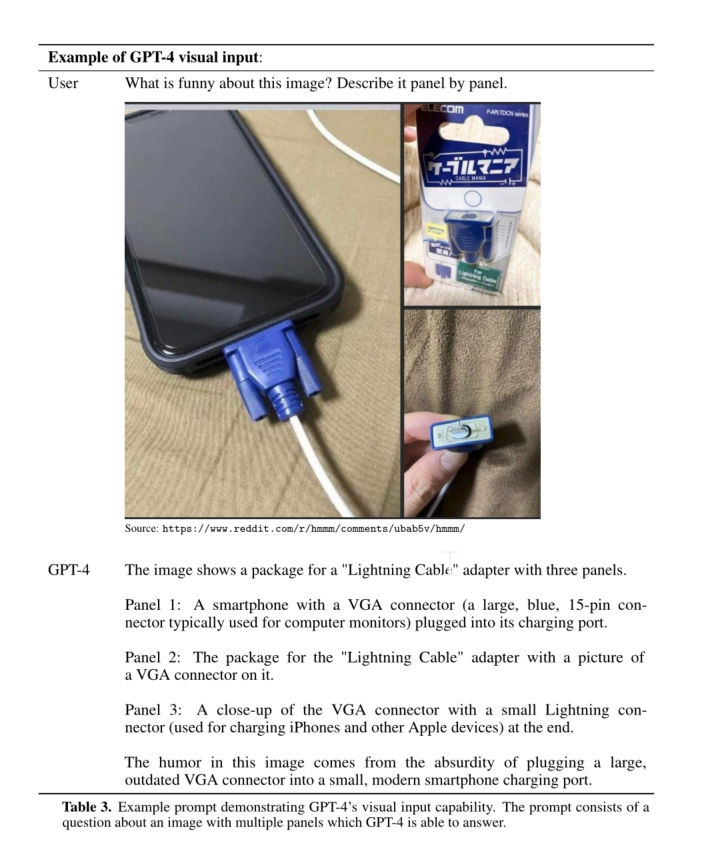 Example of GPT-4 visual input:
User What is funny about this image? Describe it panel by panel.
ELECOM P-APLTDCN series
ケーブルマニア
CABLE MANIA
For
Lightning Cable
Source: https://www.reddit.com/r/hmmm/comments/ubab5v/hmmm/
GPT-4 The image shows a package for a "Lightning Cable" adapter with three panels.
Panel 1: A smartphone with a VGA connector (a large, blue, 15-pin con-
nector typically used for computer monitors) plugged into its charging port.
Panel 2: The package for the "Lightning Cable" adapter with a picture of
a VGA connector on it.
Panel 3: A close-up of the VGA connector with a small Lightning con-
nector (used for charging iPhones and other Apple devices) at the end.
The humor in this image comes from the absurdity of plugging a large,
outdated VGA connector into a small, modern smartphone charging port.
Table 3. Example prompt demonstrating GPT-4's visual input capability. The prompt consists of a
question about an image with multiple panels which GPT-4 is able to answer.